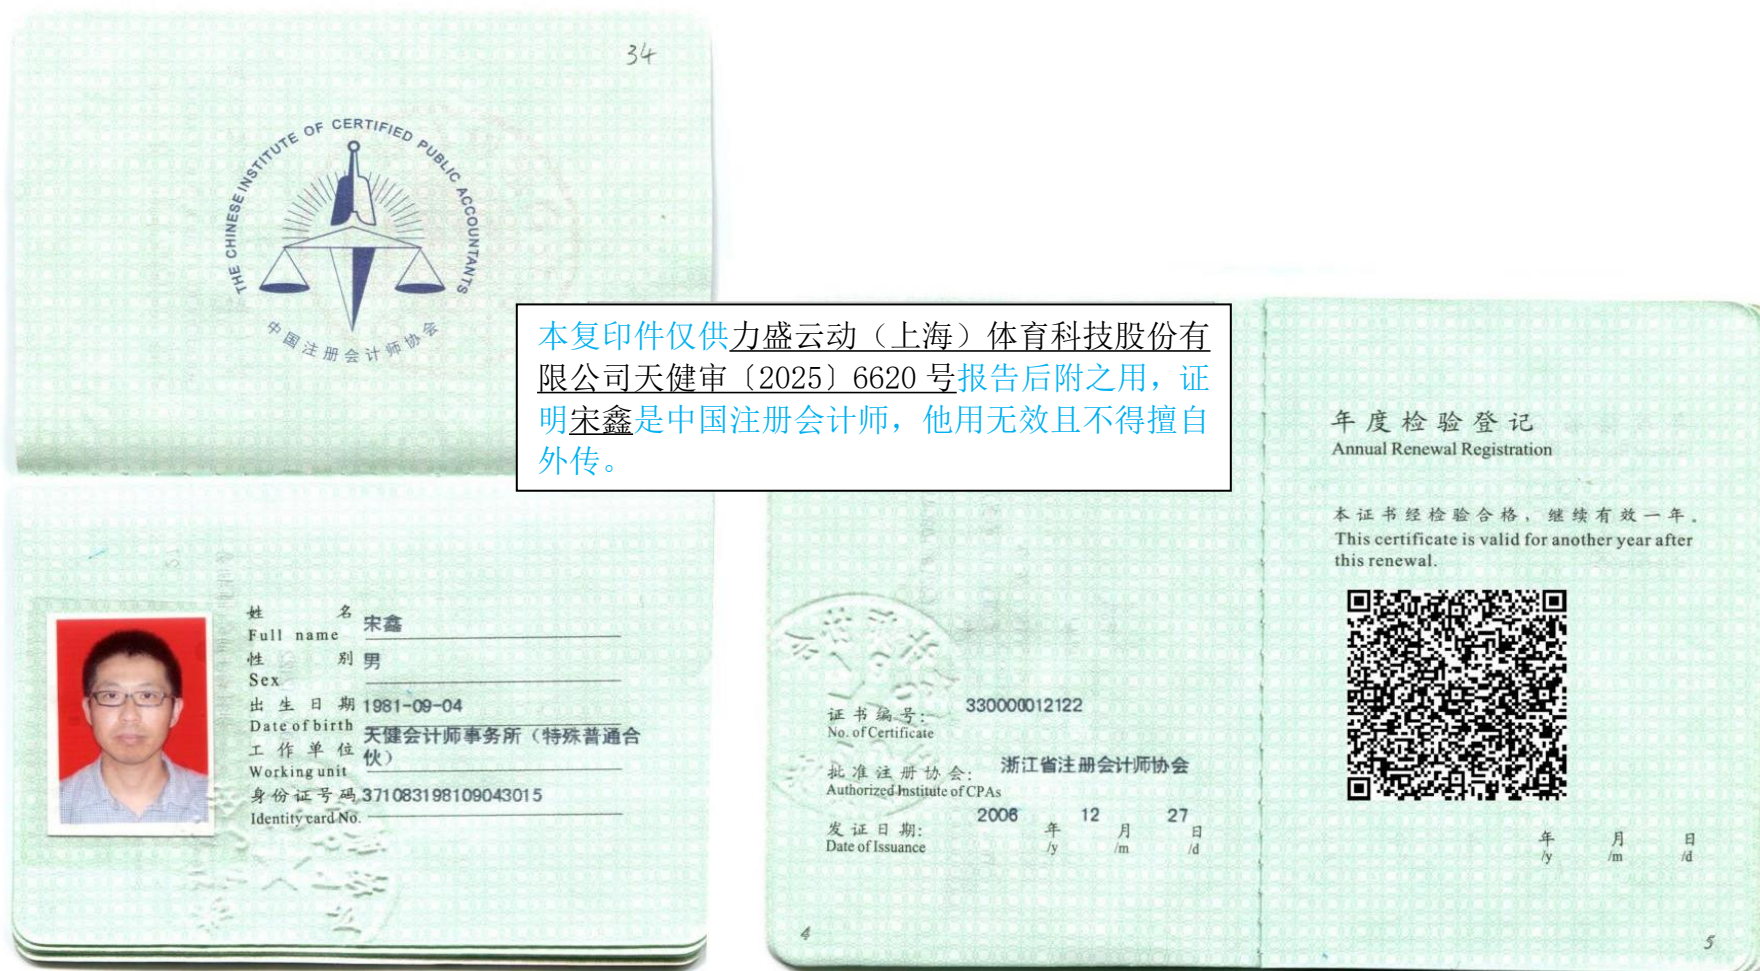 34
THE CHINESE INSTITUTE OF CERTIFIED PUBLIC ACCOUNTANTS
中国注册会计师协会
本复印件仅供力盛云动（上海）体育科技股份有
限公司天健审〔2025〕6620号报告后附之用，证
明宋鑫是中国注册会计师，他用无效且不得擅自
外传。
姓名 宋鑫
Full name
性别 男
Sex
出生日期 1981-09-04
Date of birth
工作单位 天健会计师事务所（特殊普通合
伙）
Working unit
身份证号码 371083198109043015
Identity card No.
证书编号： 330000012122
No. of Certificate
批准注册协会： 浙江省注册会计师协会
Authorized Institute of CPAs
发证日期： 2006 年 12 月 27 日
Date of Issuance /y /m /d
4
年度检验登记
Annual Renewal Registration
本证书经检验合格，继续有效一年。
This certificate is valid for another year after
this renewal.
年 月 日
/y /m /d
5